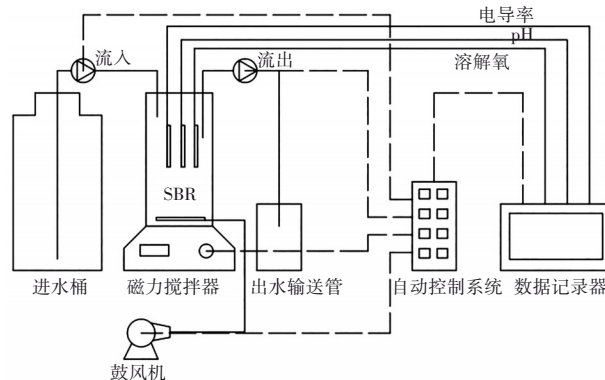 电导率
pH
溶解氧
流入
流出
SBR
进水桶
磁力搅拌器
出水输送管
自动控制系统
数据记录器
鼓风机